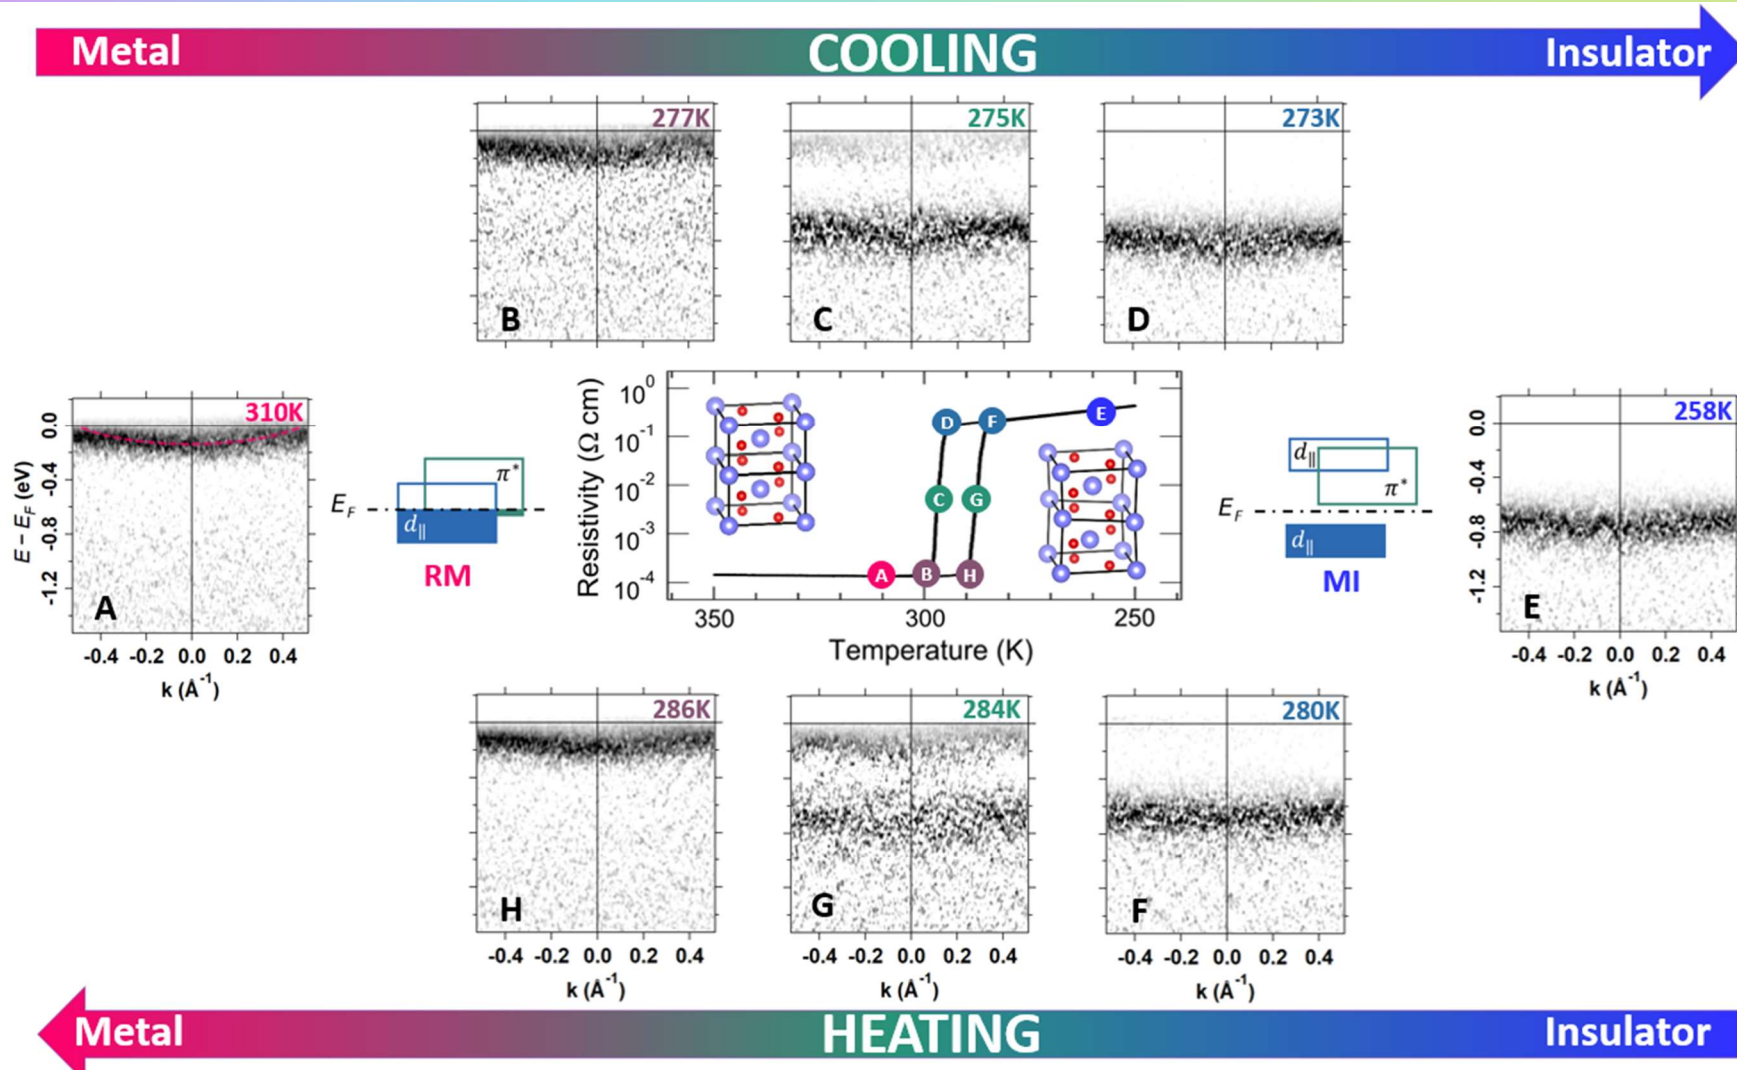 Metal COOLING Insulator
277K
B
275K
C
273K
D
310K
E − E_F (eV)
0.0
-0.4
-0.8
-1.2
A
-0.4 -0.2 0.0 0.2 0.4
k (Å⁻¹)
E_F
π*
d∥
RM
Resistivity (Ω cm)
10⁰
10⁻¹
10⁻²
10⁻³
10⁻⁴
D F E
C G
A B H
350 300 250
Temperature (K)
E_F
d∥
π*
d∥
MI
258K
0.0
-0.4
-0.8
-1.2
E
-0.4 -0.2 0.0 0.2 0.4
k (Å⁻¹)
286K
H
-0.4 -0.2 0.0 0.2 0.4
k (Å⁻¹)
284K
G
-0.4 -0.2 0.0 0.2 0.4
k (Å⁻¹)
280K
F
-0.4 -0.2 0.0 0.2 0.4
k (Å⁻¹)
Metal HEATING Insulator